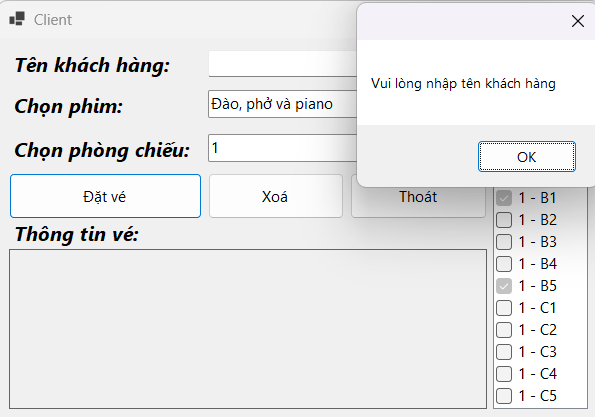 Client
Tên khách hàng:
Chọn phim:
Đào, phở và piano
Chọn phòng chiếu:
1
Vui lòng nhập tên khách hàng
OK
Đặt vé
Xoá
Thoát
Thông tin vé:
1 - B1
1 - B2
1 - B3
1 - B4
1 - B5
1 - C1
1 - C2
1 - C3
1 - C4
1 - C5